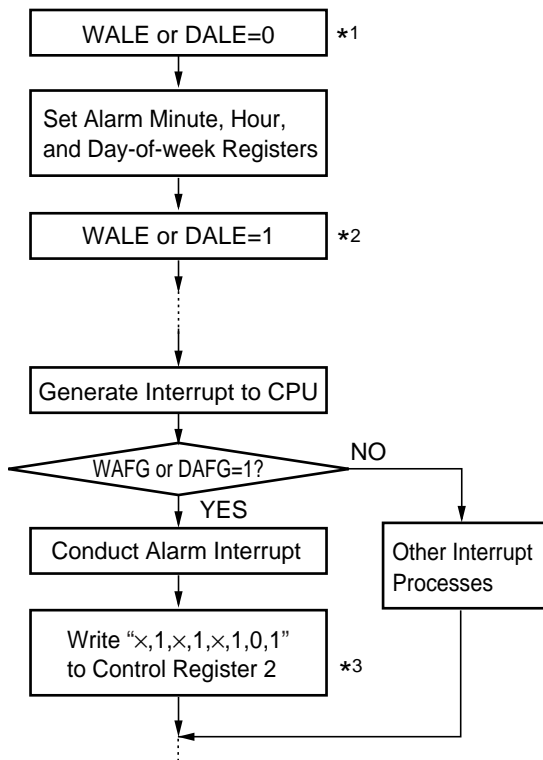 WALE or DALE=0
*1
Set Alarm Minute, Hour,
and Day-of-week Registers
WALE or DALE=1
*2
Generate Interrupt to CPU
WAFG or DAFG=1?
NO
YES
Conduct Alarm Interrupt
Other Interrupt
Processes
Write “×,1,×,1,×,1,0,1”
to Control Register 2
*3